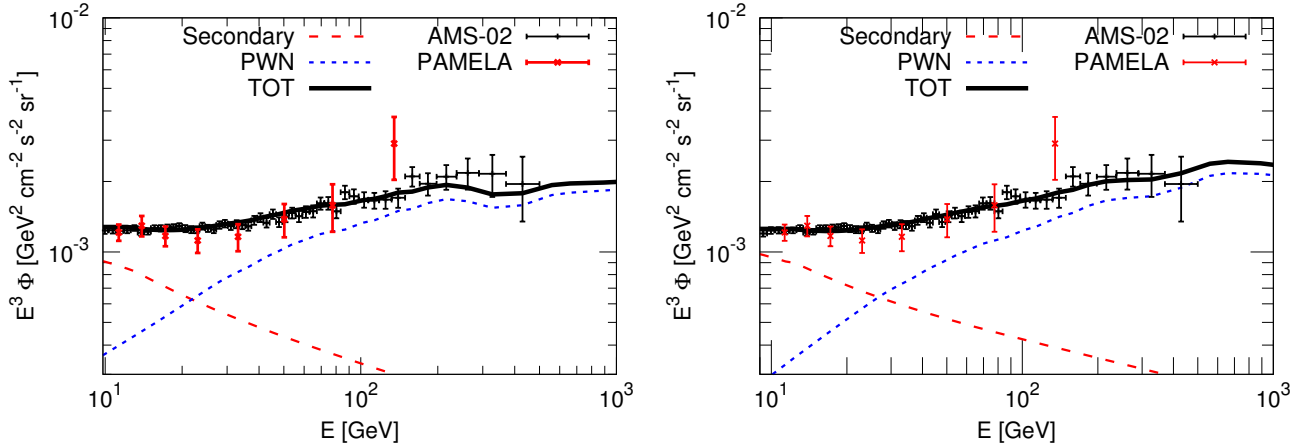 10^-2
10^-3
E^3 Φ [GeV^2 cm^-2 s^-2 sr^-1]
Secondary
PWN
TOT
AMS-02
PAMELA
10^1
10^2
10^3
E [GeV]
10^-2
10^-3
E^3 Φ [GeV^2 cm^-2 s^-2 sr^-1]
Secondary
PWN
TOT
AMS-02
PAMELA
10^1
10^2
10^3
E [GeV]